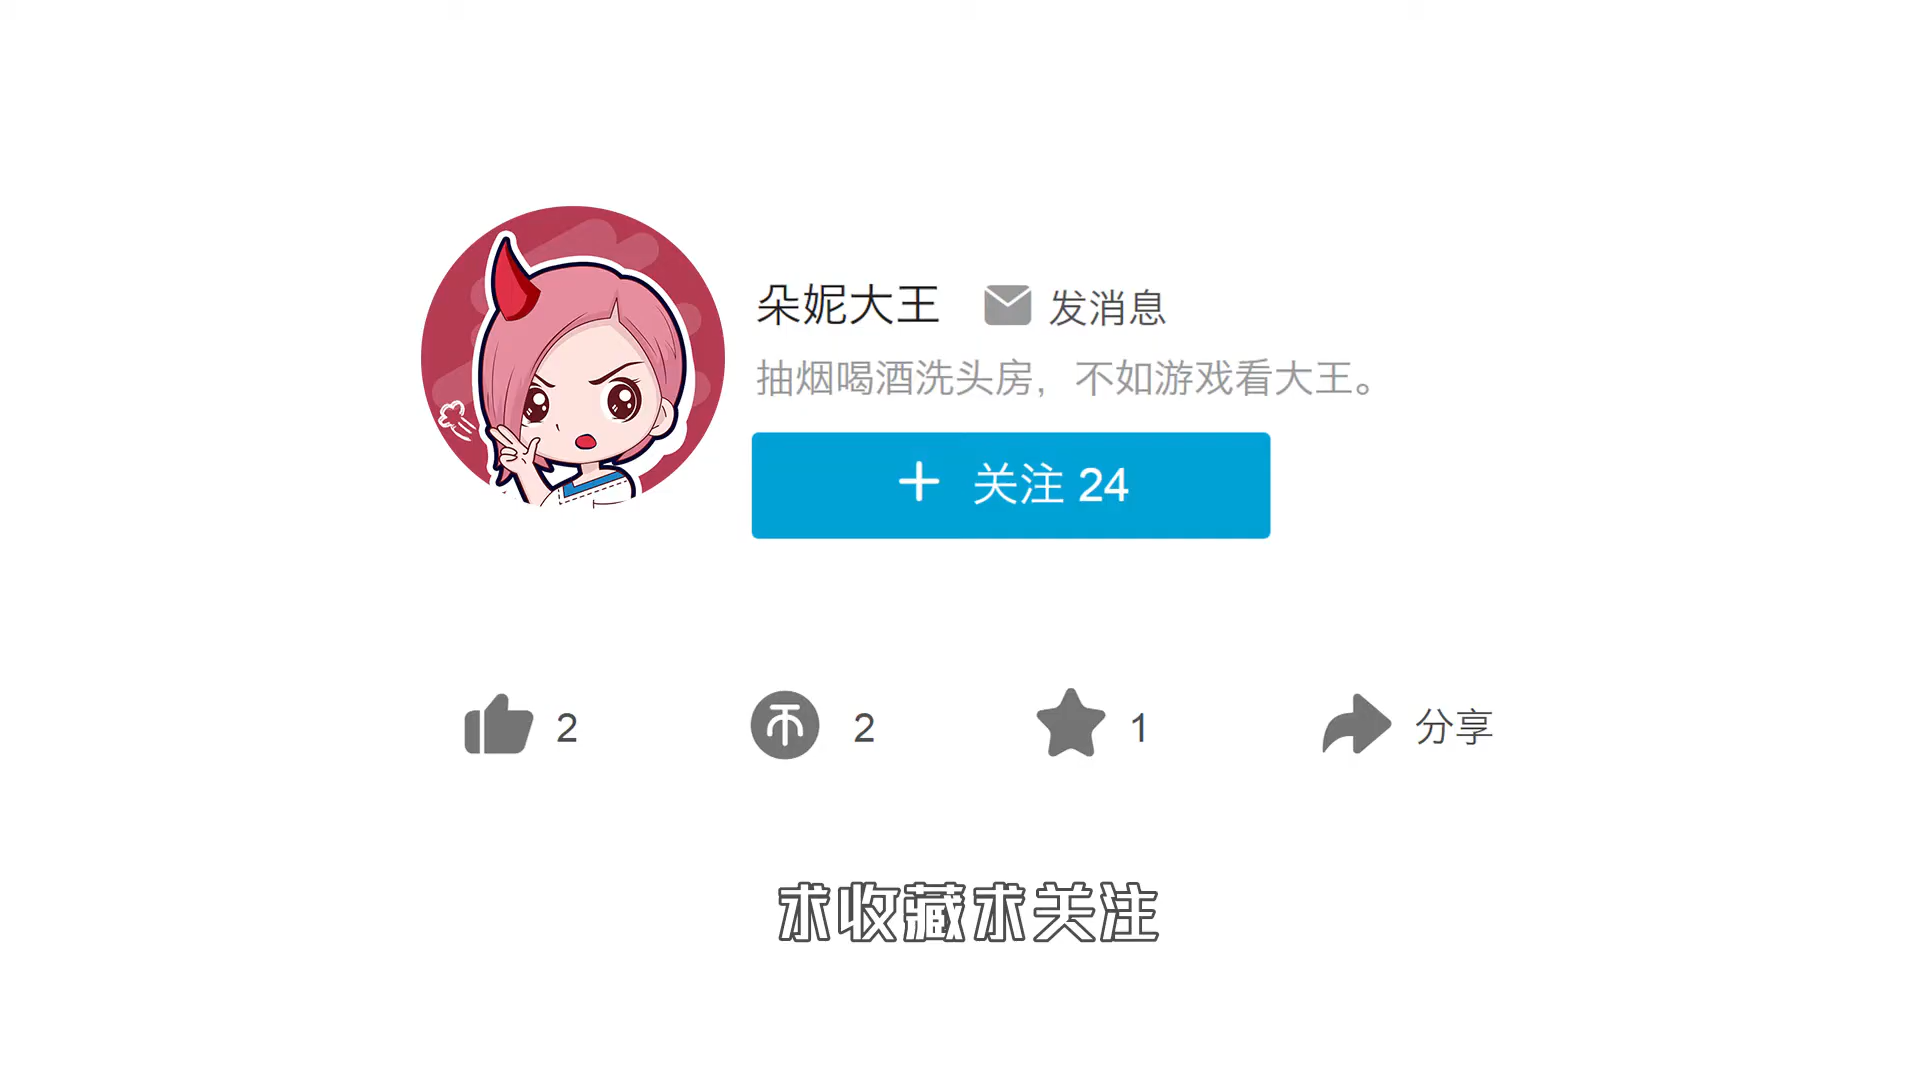 朵妮大王 发消息
抽烟喝酒洗头房，不如游戏看大王。
+ 关注 24
2 2 1 分享
求收藏求关注